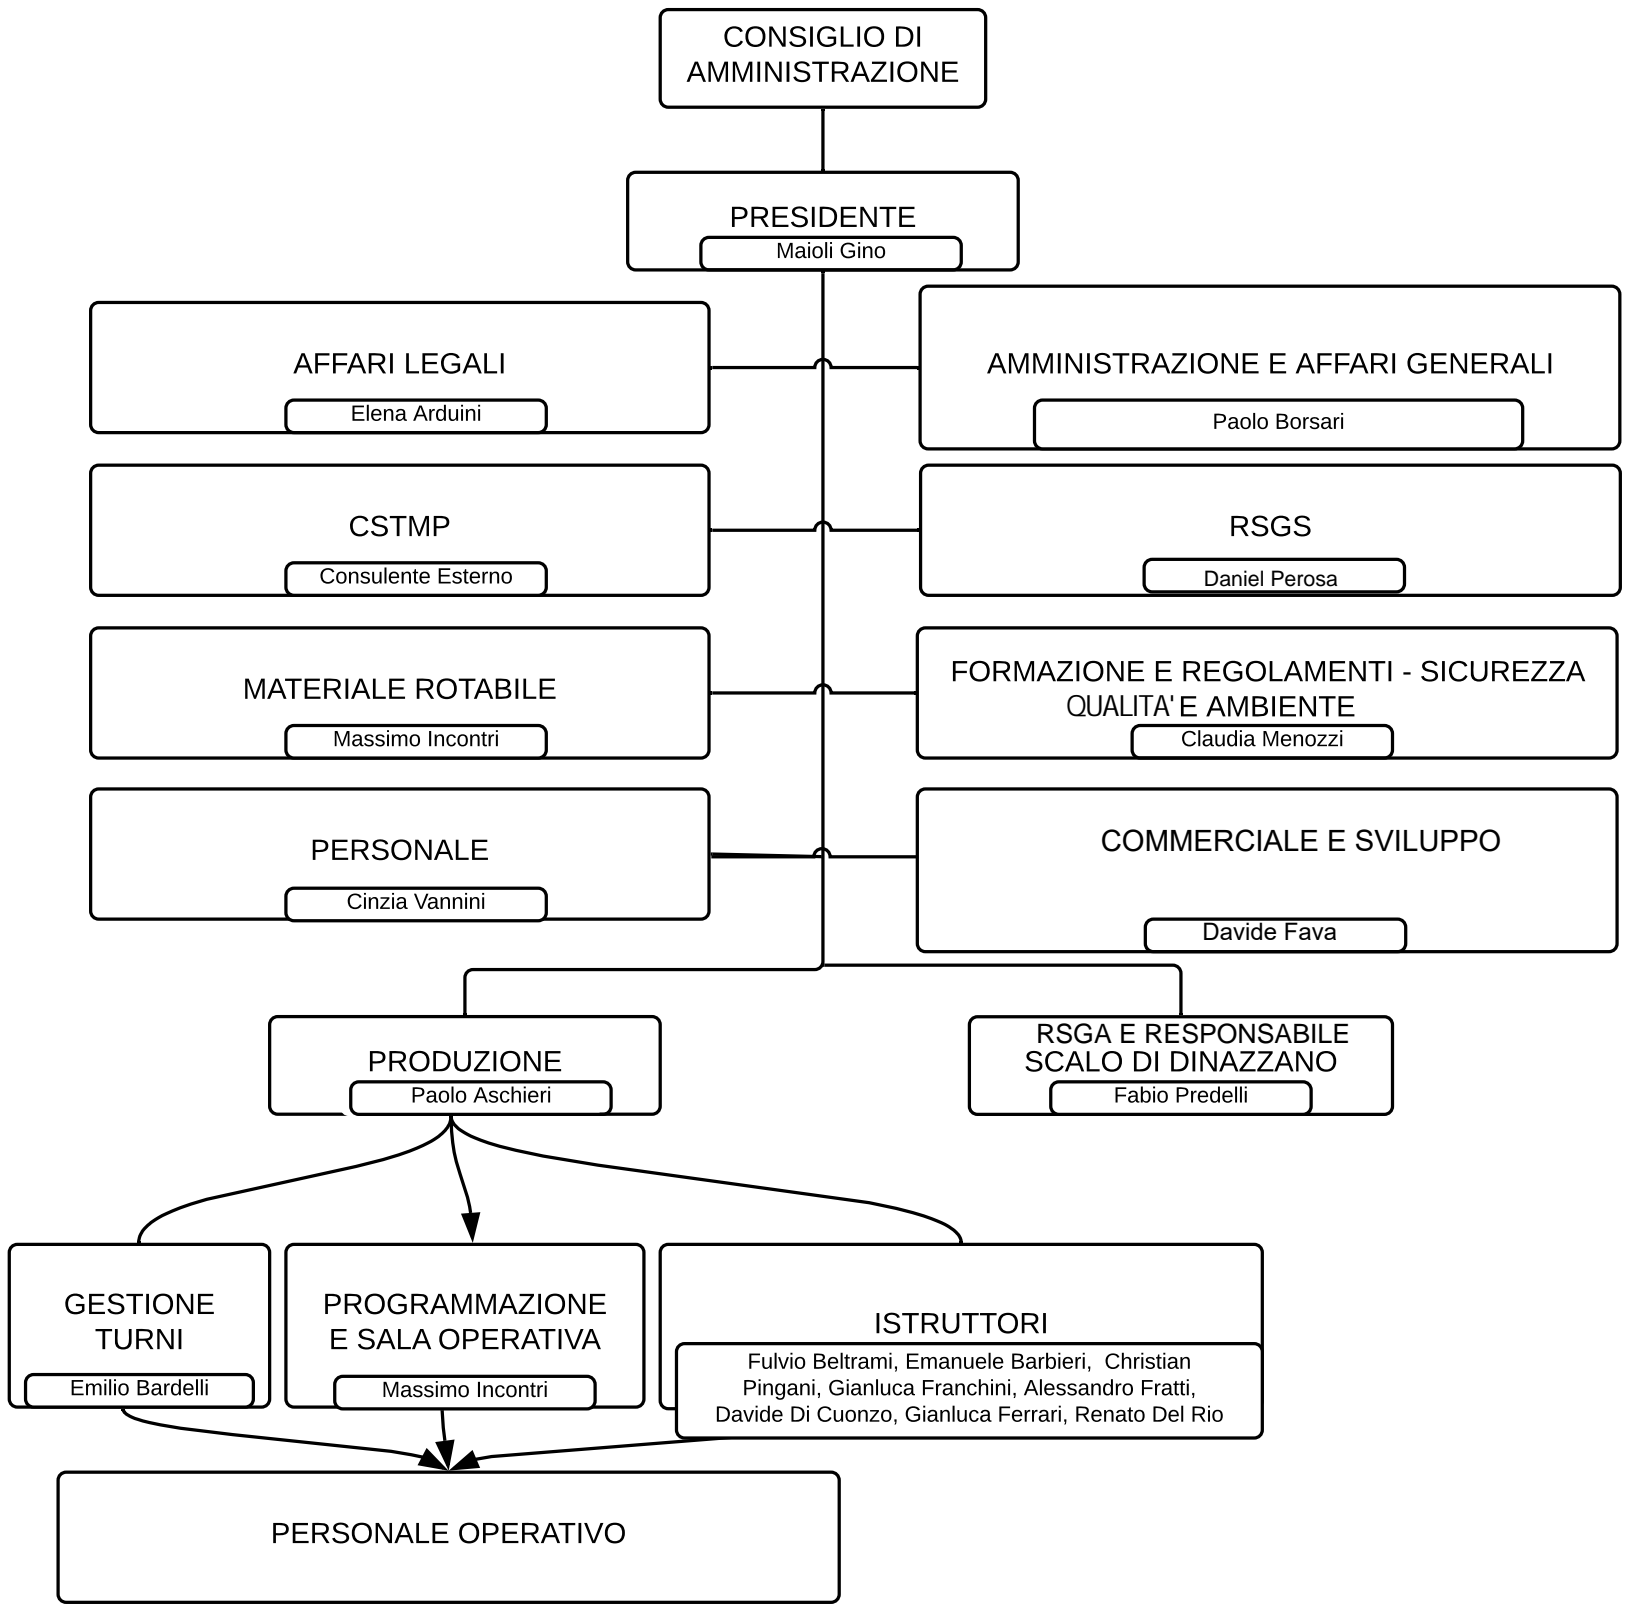 CONSIGLIO DI
AMMINISTRAZIONE
PRESIDENTE
Maioli Gino
AFFARI LEGALI
Elena Arduini
AMMINISTRAZIONE E AFFARI GENERALI
Paolo Borsari
CSTMP
Consulente Esterno
RSGS
Daniel Perosa
MATERIALE ROTABILE
Massimo Incontri
FORMAZIONE E REGOLAMENTI - SICUREZZA
QUALITA' E AMBIENTE
Claudia Menozzi
PERSONALE
Cinzia Vannini
COMMERCIALE E SVILUPPO
Davide Fava
PRODUZIONE
Paolo Aschieri
RSGA E RESPONSABILE
SCALO DI DINAZZANO
Fabio Predelli
GESTIONE
TURNI
Emilio Bardelli
PROGRAMMAZIONE
E SALA OPERATIVA
Massimo Incontri
ISTRUTTORI
Fulvio Beltrami, Emanuele Barbieri,  Christian
Pingani, Gianluca Franchini, Alessandro Fratti,
Davide Di Cuonzo, Gianluca Ferrari, Renato Del Rio
PERSONALE OPERATIVO